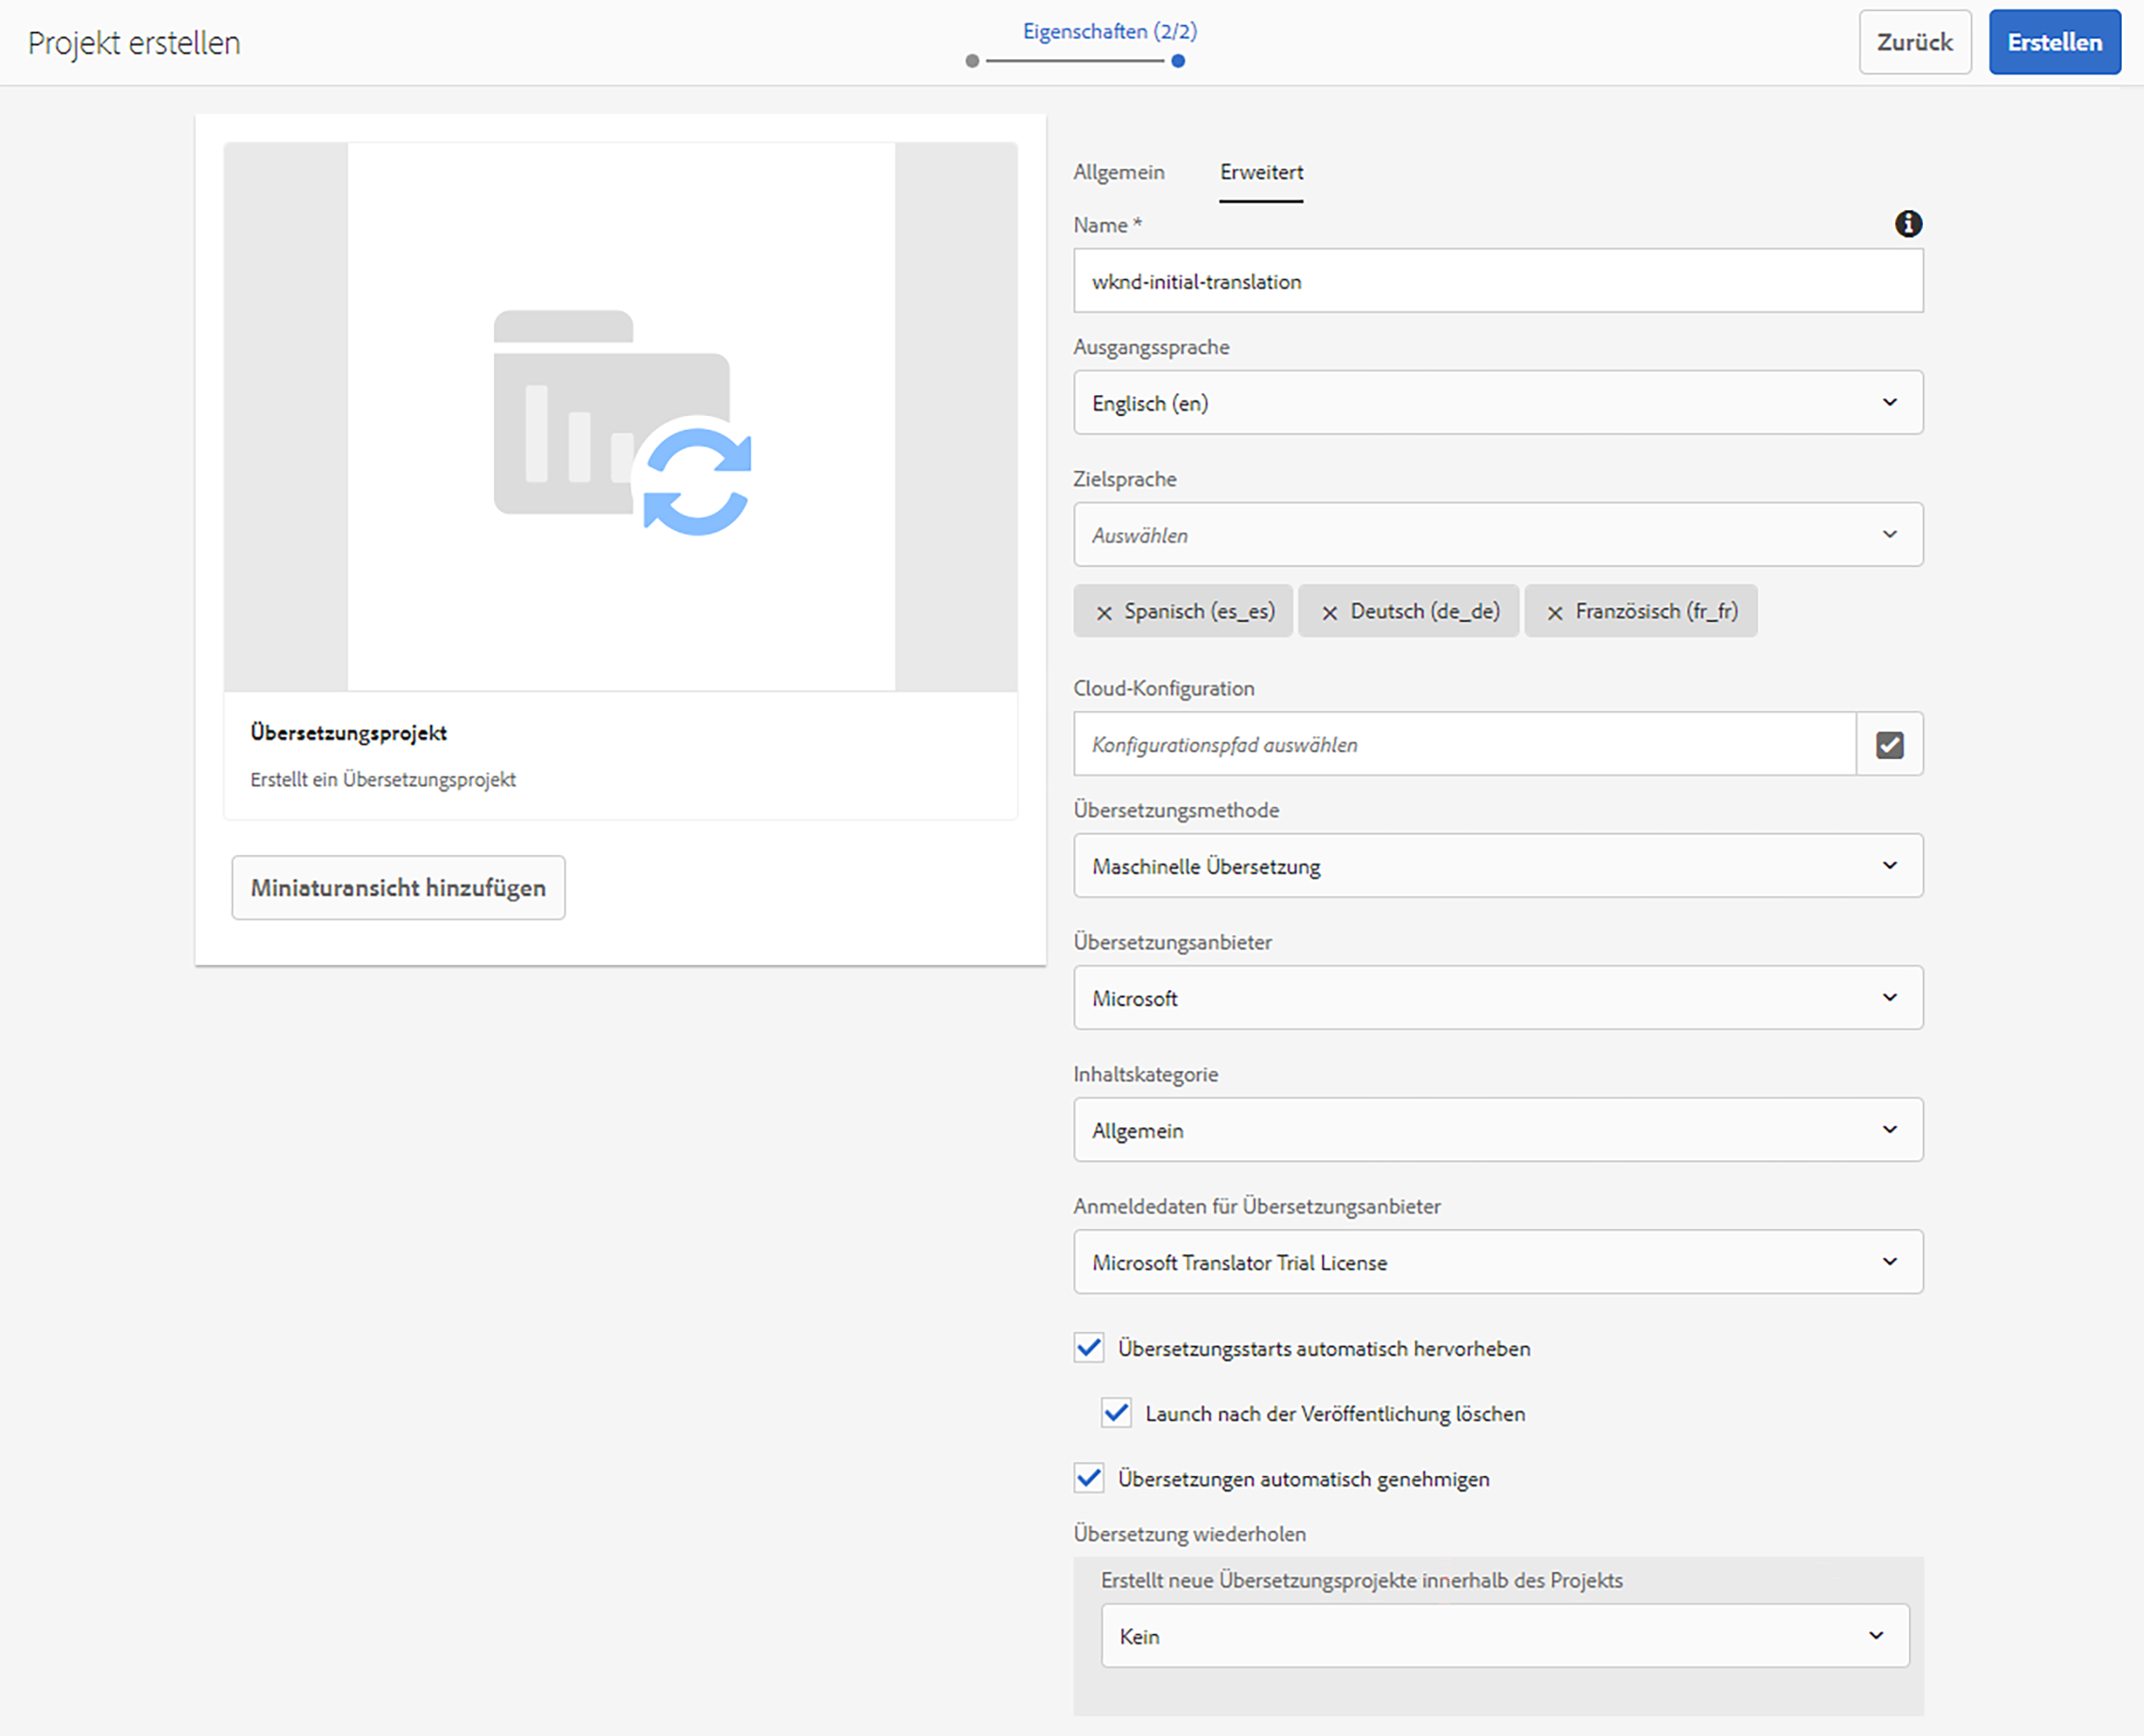 Projekt erstellen
Eigenschaften (2/2)
Zurück
Erstellen
Übersetzungsprojekt
Erstellt ein Übersetzungsprojekt
Miniaturansicht hinzufügen
Allgemein
Erweitert
Name *
wknd-initial-translation
Ausgangssprache
Englisch (en)
Zielsprache
Auswählen
Spanisch (es_es)
Deutsch (de_de)
Französisch (fr_fr)
Cloud-Konfiguration
Konfigurationspfad auswählen
Übersetzungsmethode
Maschinelle Übersetzung
Übersetzungsanbieter
Microsoft
Inhaltskategorie
Allgemein
Anmeldedaten für Übersetzungsanbieter
Microsoft Translator Trial License
Übersetzungsstarts automatisch hervorheben
Launch nach der Veröffentlichung löschen
Übersetzungen automatisch genehmigen
Übersetzung wiederholen
Erstellt neue Übersetzungsprojekte innerhalb des Projekts
Kein